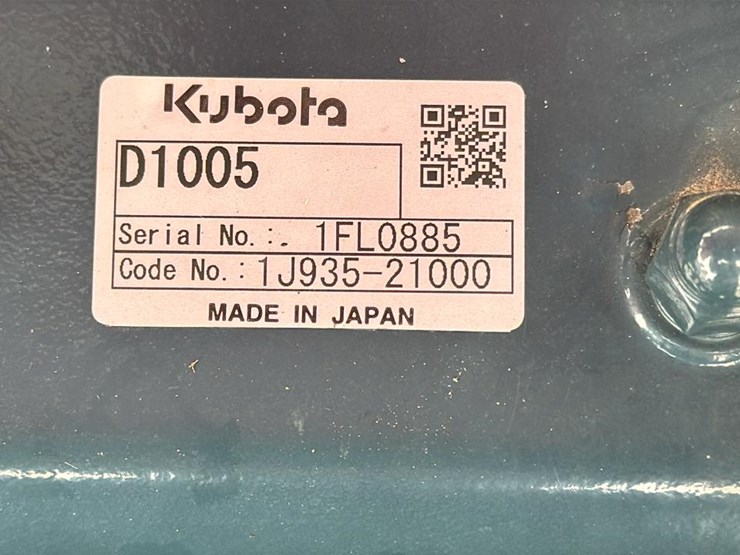 Kubota
D1005
Serial No. :. 1FL0885
Code No. : 1J935-21000
MADE IN JAPAN